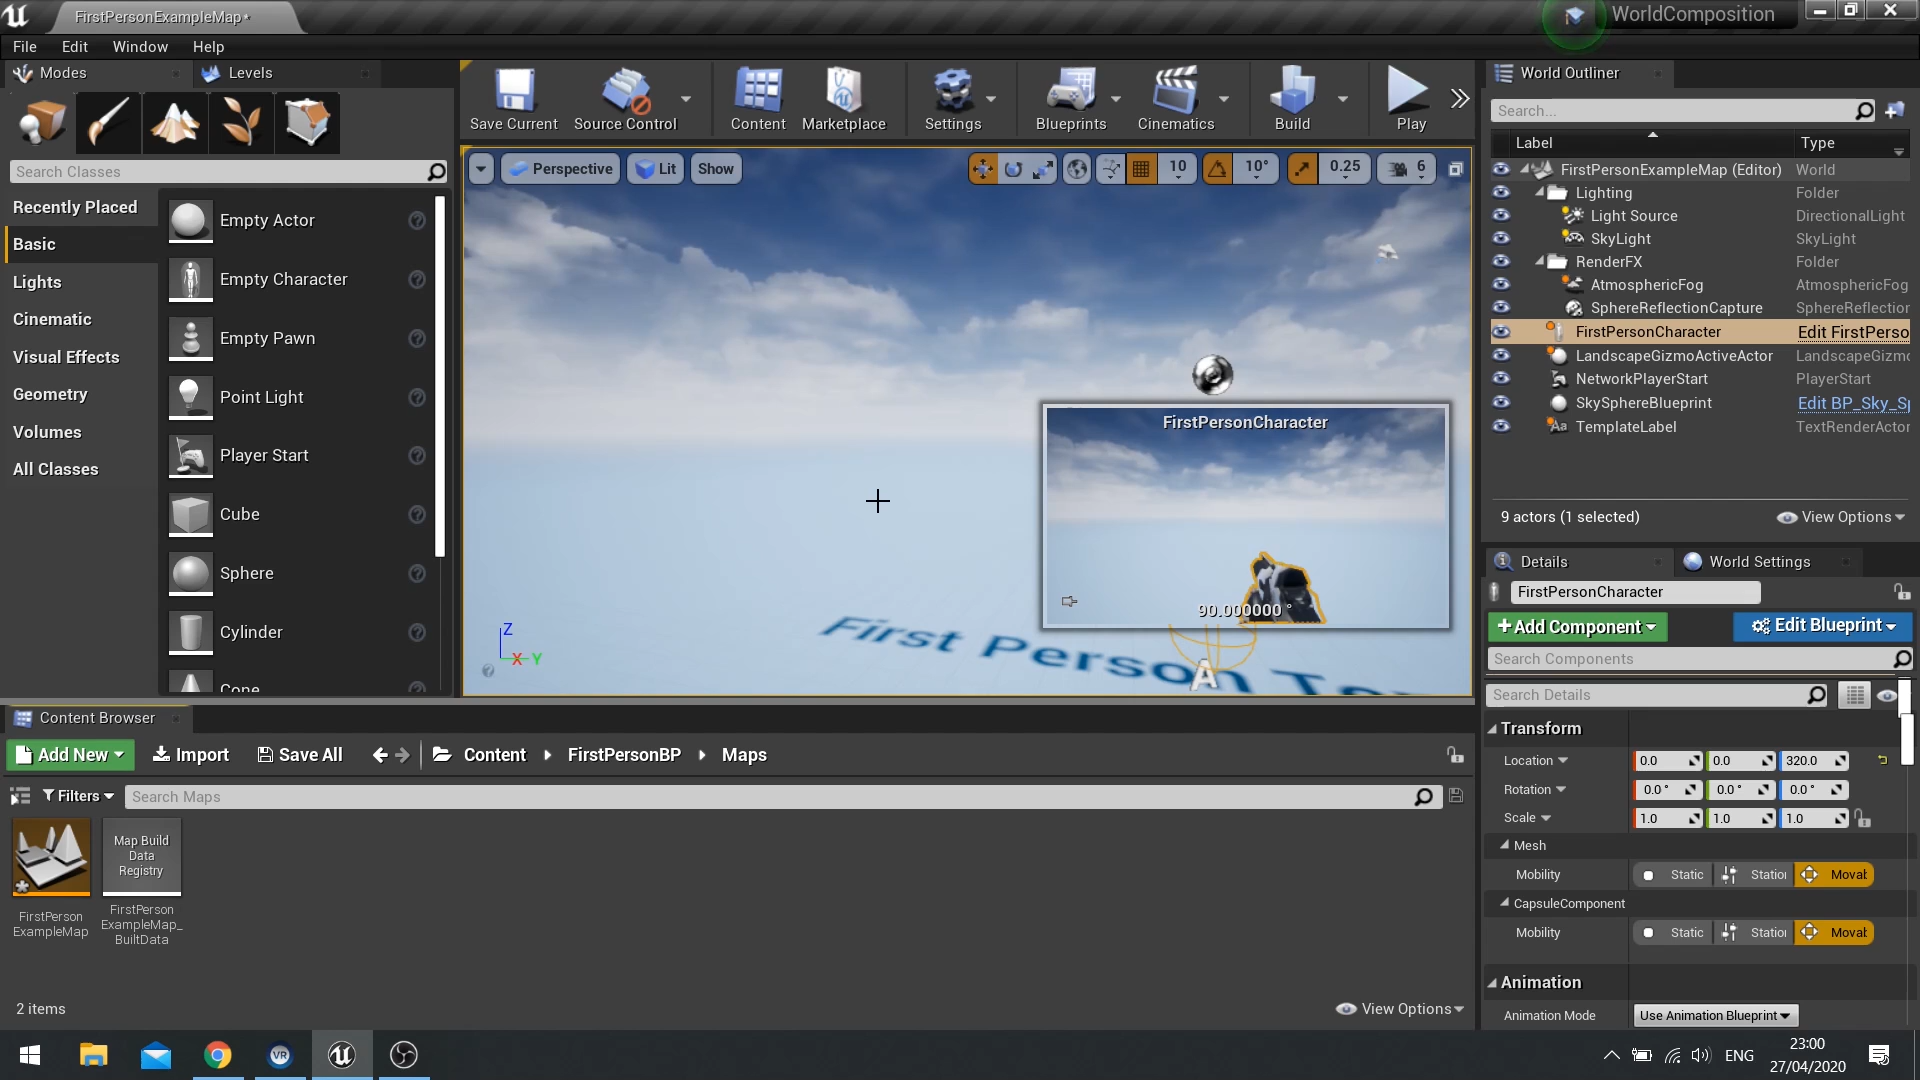 FirstPersonExampleMap*
WorldComposition
File Edit Window Help
Modes
Levels
Search Classes
Recently Placed
Basic
Lights
Cinematic
Visual Effects
Geometry
Volumes
All Classes
Empty Actor
Empty Character
Empty Pawn
Point Light
Player Start
Cube
Sphere
Cylinder
Cone
Save Current
Source Control
Content
Marketplace
Settings
Blueprints
Cinematics
Build
Play
Perspective
Lit
Show
10
10°
0.25
6
FirstPersonCharacter
90.000000 °
First Person
Z
X Y
World Outliner
Search...
Label Type
FirstPersonExampleMap (Editor) World
Lighting Folder
Light Source DirectionalLight
SkyLight SkyLight
RenderFX Folder
AtmosphericFog AtmosphericFog
SphereReflectionCapture SphereReflection
FirstPersonCharacter Edit FirstPerso
LandscapeGizmoActiveActor LandscapeGizmo
NetworkPlayerStart PlayerStart
SkySphereBlueprint Edit BP_Sky_Sp
TemplateLabel TextRenderActor
9 actors (1 selected)
View Options
Details
World Settings
FirstPersonCharacter
+Add Component
Edit Blueprint
Search Components
Search Details
Transform
Location 0.0 0.0 320.0
Rotation 0.0 ° 0.0 ° 0.0 °
Scale 1.0 1.0 1.0
Mesh
Mobility Static Station Movab
CapsuleComponent
Mobility Static Station Movab
Animation
Animation Mode Use Animation Blueprint
Content Browser
Add New
Import
Save All
Content
FirstPersonBP
Maps
Filters
Search Maps
Map Build
Data
Registry
FirstPerson
ExampleMap
FirstPerson
ExampleMap_
BuiltData
2 items
View Options
VR
ENG
23:00
27/04/2020